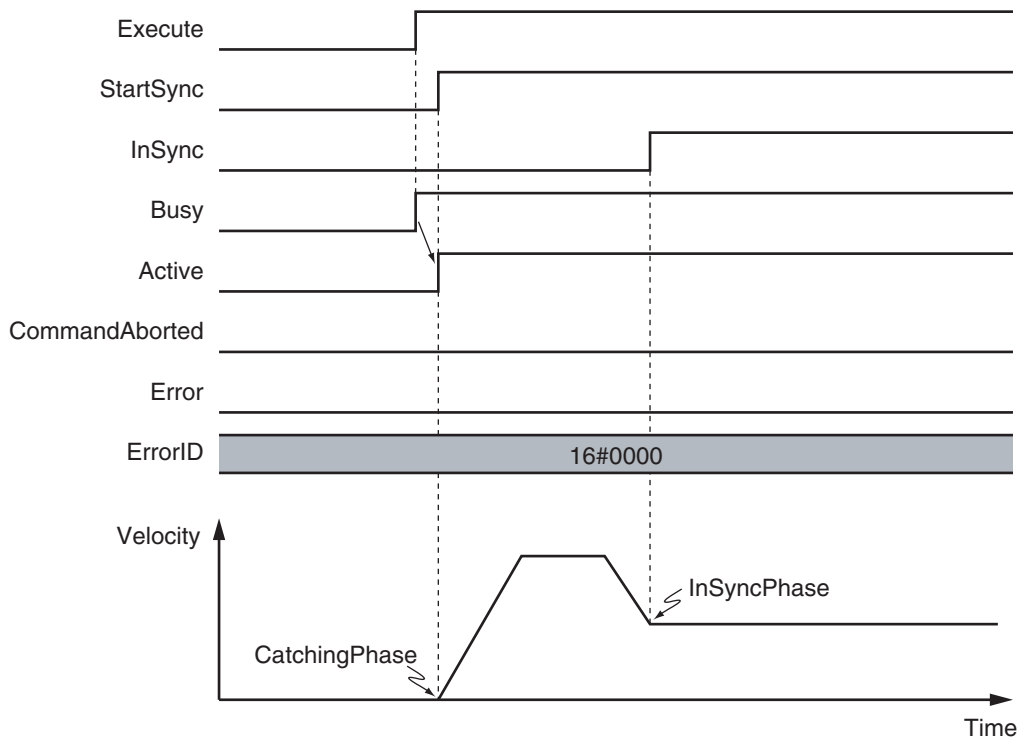 Execute
StartSync
InSync
Busy
Active
CommandAborted
Error
ErrorID
16#0000
Velocity
InSyncPhase
CatchingPhase
Time